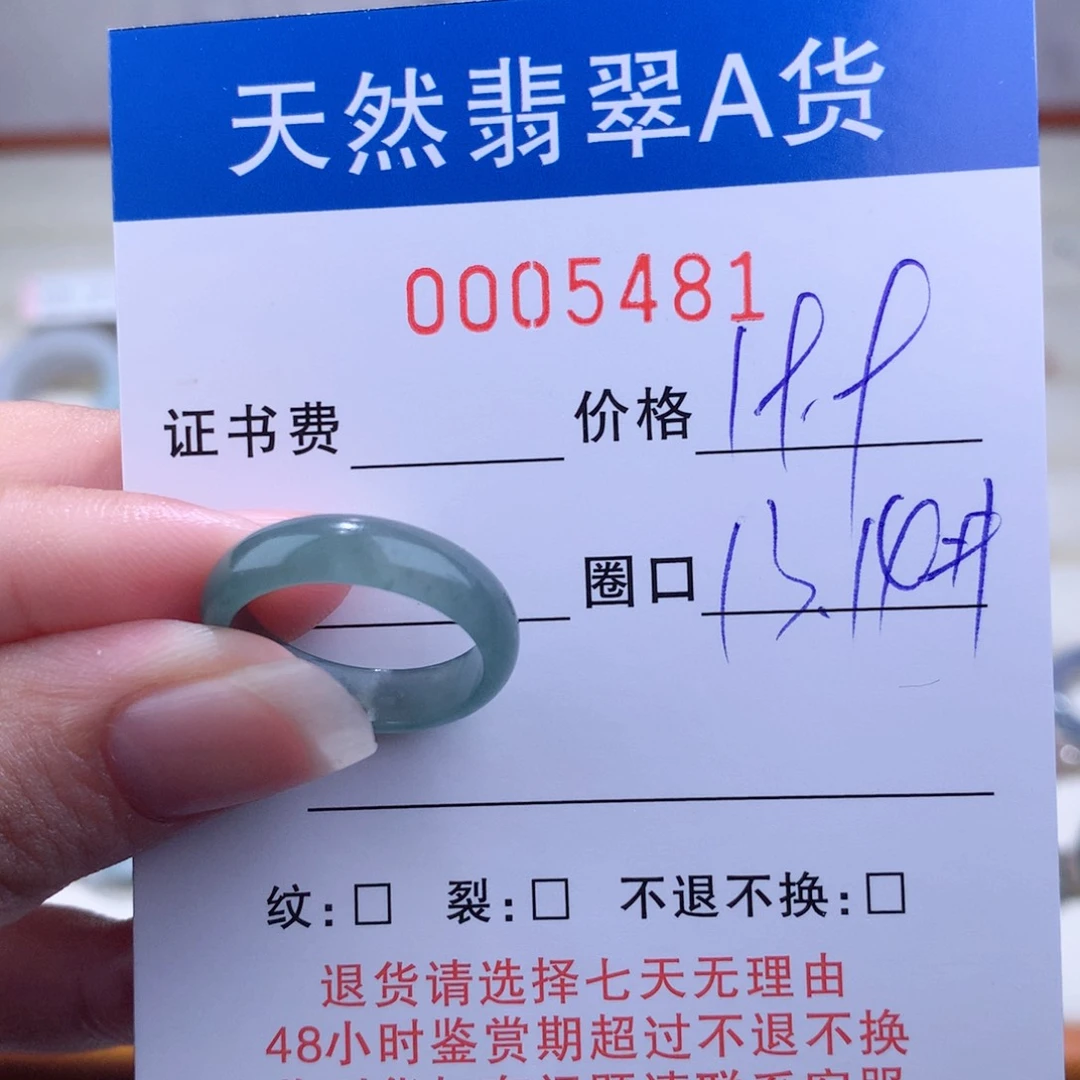 天然翡翠A货
0005481
证书费 价格
圈口 13.14
纹:□ 裂:□ 不退不换:□
退货请选择七天无理由
48小时鉴赏期超过不退不换